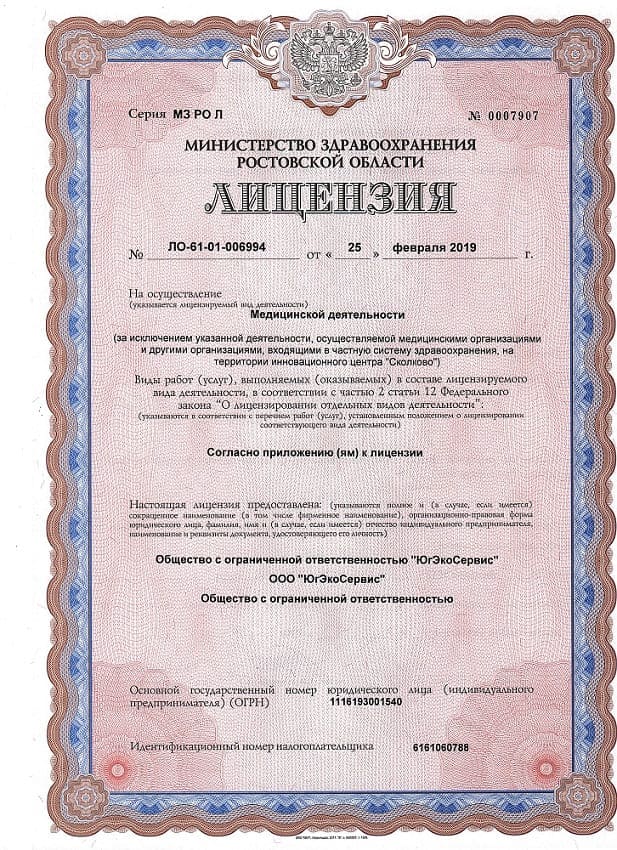 Серия МЗ РО Л № 0007907
МИНИСТЕРСТВО ЗДРАВООХРАНЕНИЯ
РОСТОВСКОЙ ОБЛАСТИ
ЛИЦЕНЗИЯ
№ ЛО-61-01-006994 от « 25 » февраля 2019 г.
На осуществление
(указывается лицензируемый вид деятельности)
Медицинской деятельности
(за исключением указанной деятельности, осуществляемой медицинскими организациями
и другими организациями, входящими в частную систему здравоохранения, на
территории инновационного центра "Сколково")
Виды работ (услуг), выполняемых (оказываемых) в составе лицензируемого
вида деятельности, в соответствии с частью 2 статьи 12 Федерального
закона "О лицензировании отдельных видов деятельности":
(указываются в соответствии с перечнем работ (услуг), установленным положением о лицензировании
соответствующего вида деятельности)
Согласно приложению (ям) к лицензии
Настоящая лицензия предоставлена: (указываются полное и (в случае, если имеется)
сокращенное наименование (в том числе фирменное наименование), организационно-правовая форма
юридического лица, фамилия, имя и (в случае, если имеется) отчество индивидуального предпринимателя,
наименование и реквизиты документа, удостоверяющего его личность)
Общество с ограниченной ответственностью "ЮгЭкоСервис"
ООО "ЮгЭкоСервис"
Общество с ограниченной ответственностью
Основной государственный номер юридического лица (индивидуального
предпринимателя) (ОГРН) 1116193001540
Идентификационный номер налогоплательщика 6161060788